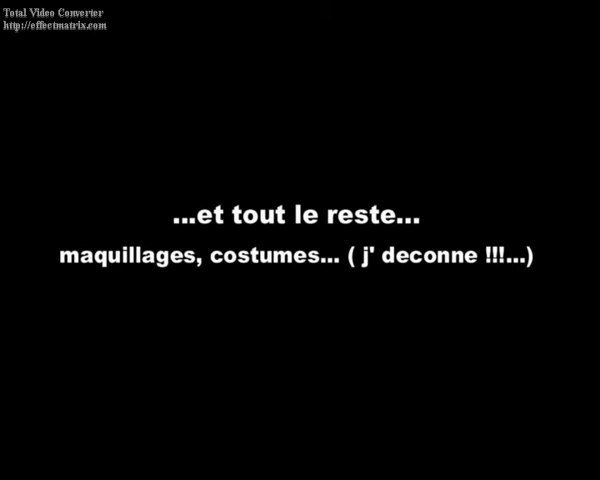 Total Video Converter
http://effectmatrix.com
...et tout le reste...
maquillages, costumes... ( j' deconne !!!...)